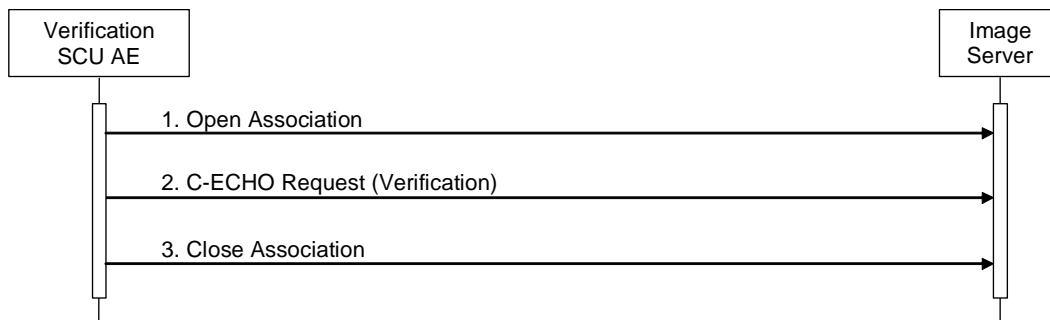 Verification
SCU AE
Image
Server
1. Open Association
2. C-ECHO Request (Verification)
3. Close Association